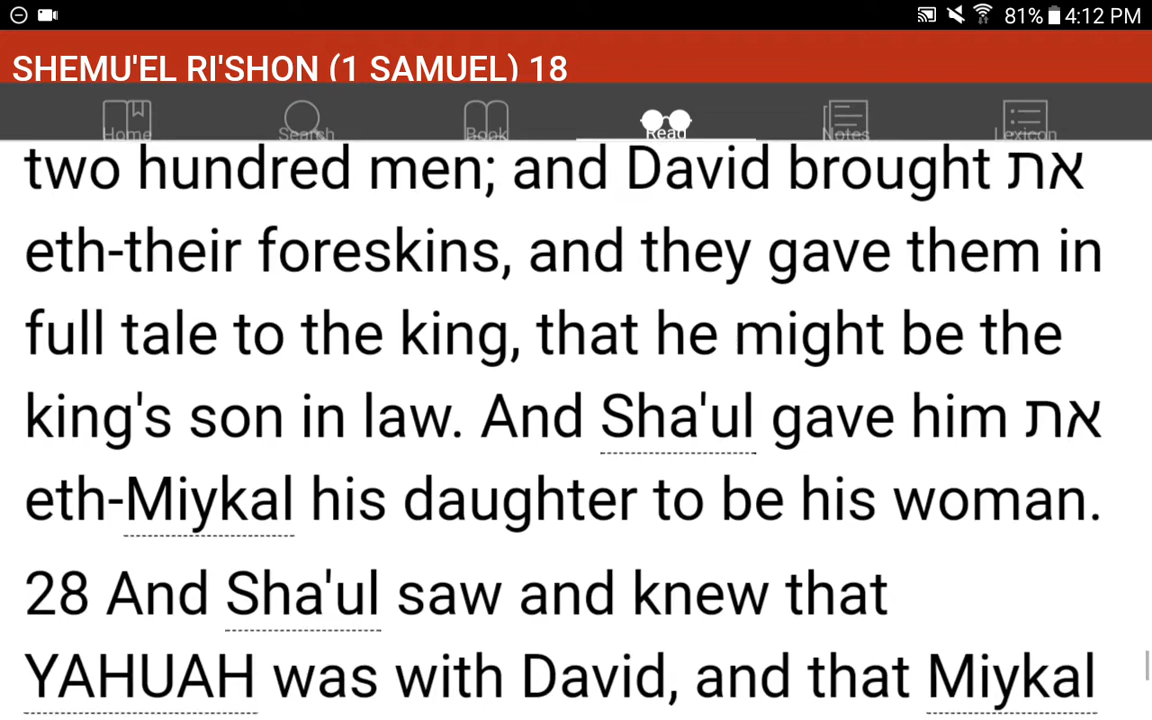 81% 4:12 PM
SHEMU'EL RI'SHON (1 SAMUEL) 18
Home Search Book Read Notes Lexicon
two hundred men; and David brought את
eth-their foreskins, and they gave them in
full tale to the king, that he might be the
king's son in law. And Sha'ul gave him את
eth-Miykal his daughter to be his woman.
28 And Sha'ul saw and knew that
YAHUAH was with David, and that Miykal